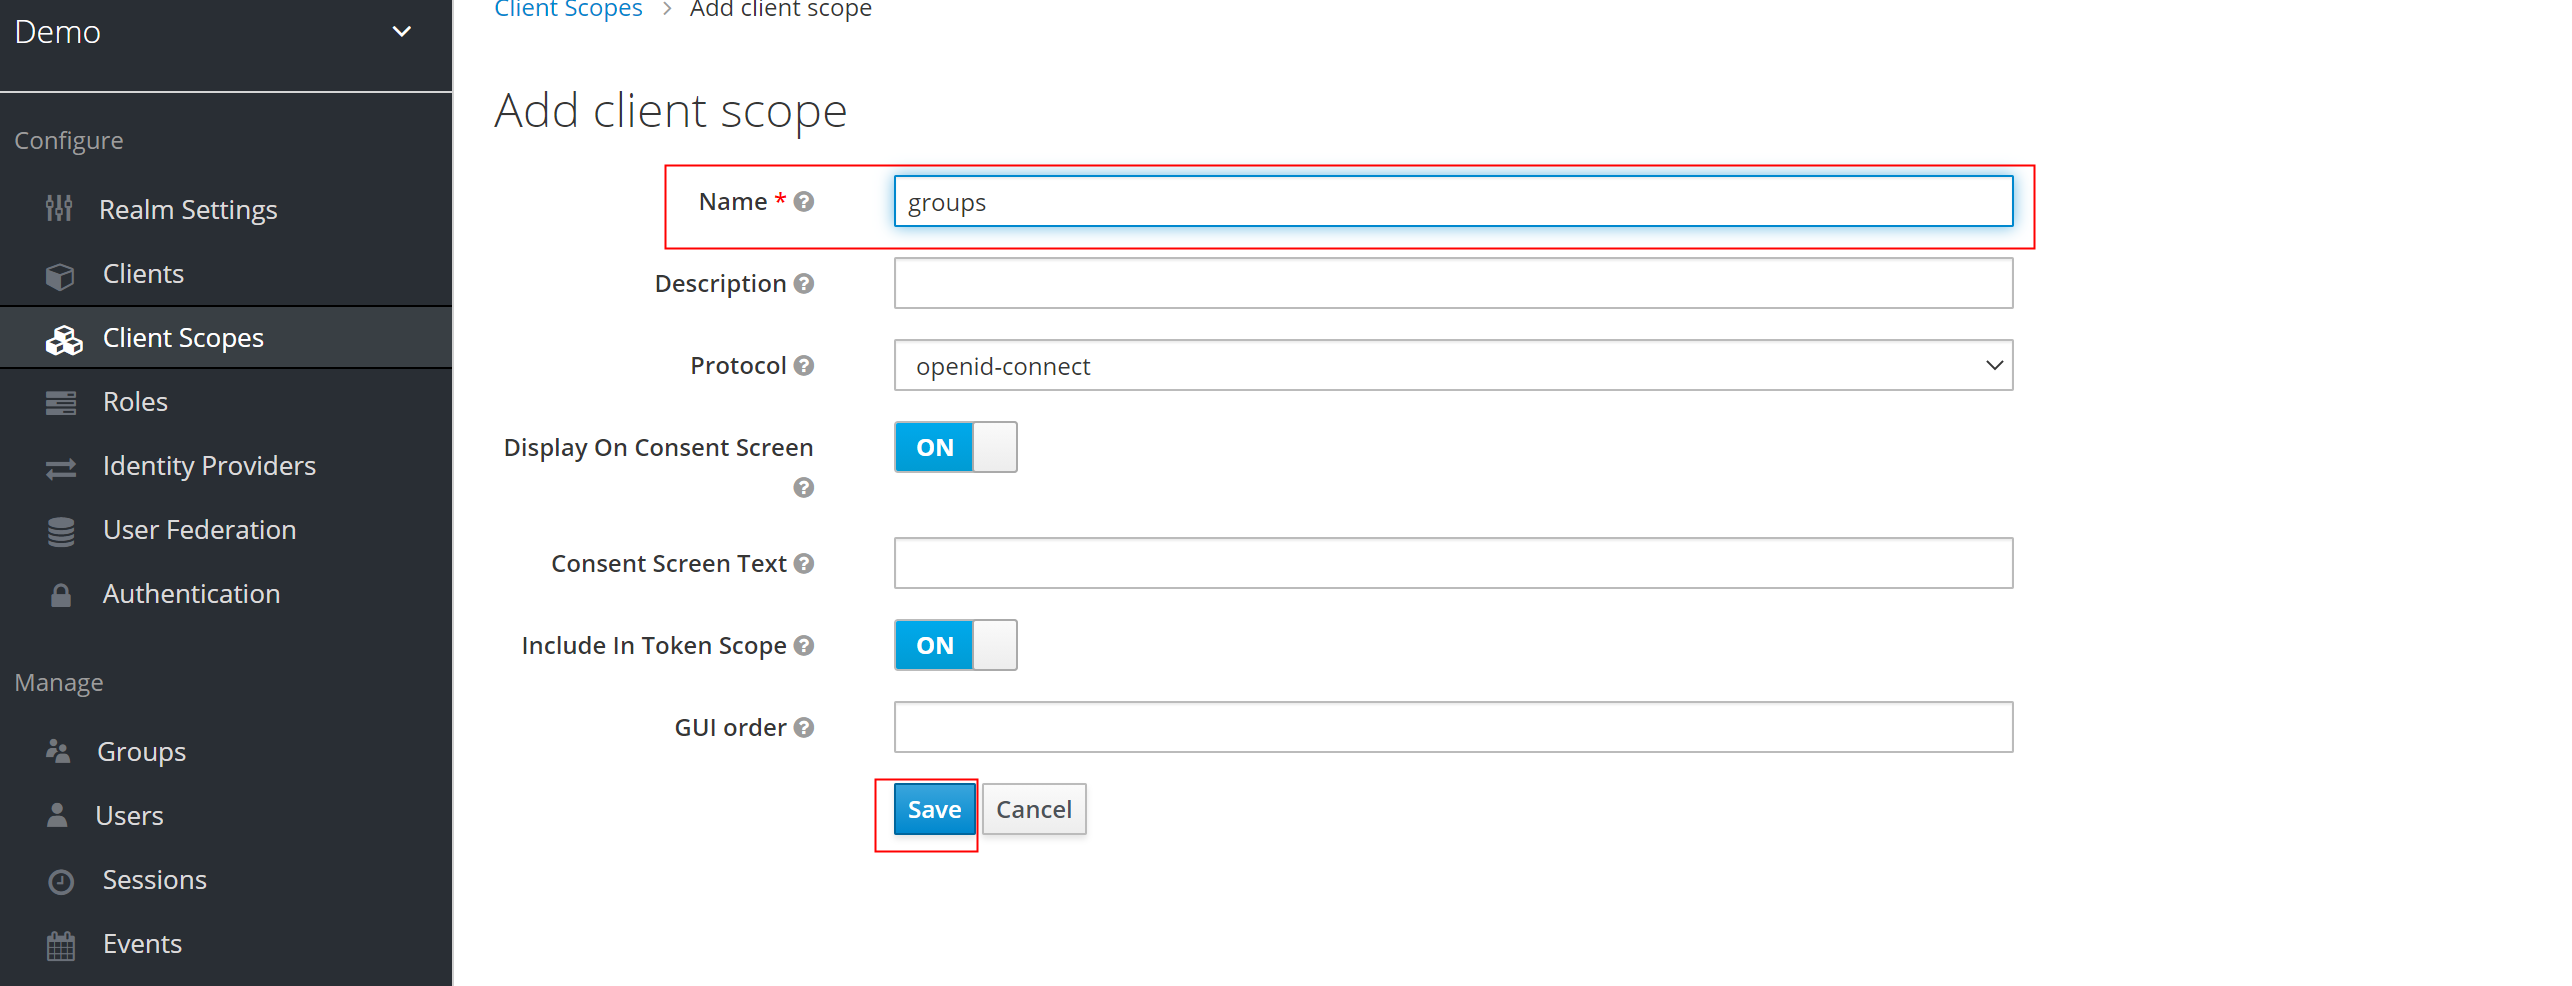 Demo
Configure
Realm Settings
Clients
Client Scopes
Roles
Identity Providers
User Federation
Authentication
Manage
Groups
Users
Sessions
Events
Client Scopes > Add client scope
Add client scope
Name * groups
Description
Protocol openid-connect
Display On Consent Screen ON
Consent Screen Text
Include In Token Scope ON
GUI order
Save Cancel